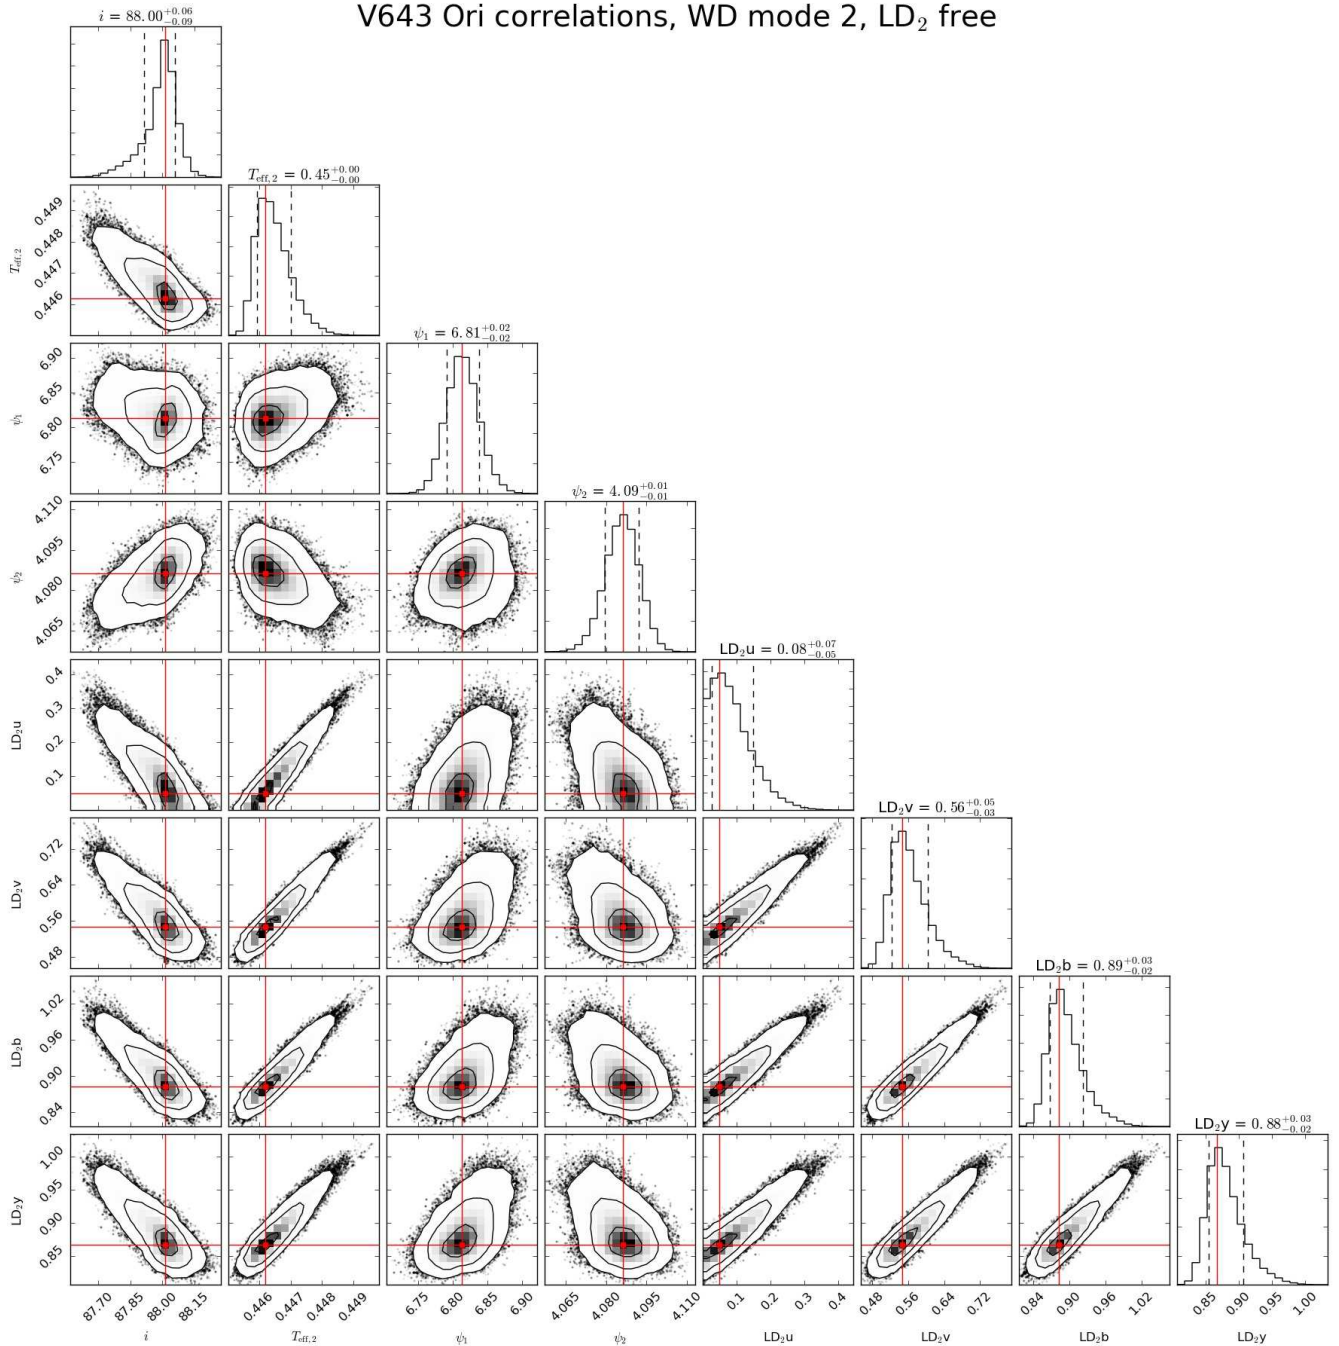 V643 Ori correlations, WD mode 2, LD₂ free
i = 88.00 +0.06 −0.09
T_eff,2 = 0.45 +0.00 −0.00
0.449
0.448
0.447
0.446
T_eff,2
ψ₁ = 6.81 +0.02 −0.02
6.90
6.85
6.80
6.75
ψ₁
ψ₂ = 4.09 +0.01 −0.01
4.110
4.095
4.080
4.065
ψ₂
LD₂u = 0.08 +0.07 −0.05
0.4
0.3
0.2
0.1
LD₂u
LD₂v = 0.56 +0.05 −0.03
0.72
0.64
0.56
0.48
LD₂v
LD₂b = 0.89 +0.03 −0.02
1.02
0.96
0.90
0.84
LD₂b
LD₂y = 0.88 +0.03 −0.02
1.00
0.95
0.90
0.85
LD₂y
87.70 87.85 88.00 88.15 0.446 0.447 0.448 0.449 6.75 6.80 6.85 6.90 4.065 4.080 4.095 4.110 0.1 0.2 0.3 0.4 0.48 0.56 0.64 0.72 0.84 0.90 0.96 1.02 0.85 0.90 0.95 1.00
i T_eff,2 ψ₁ ψ₂ LD₂u LD₂v LD₂b LD₂y